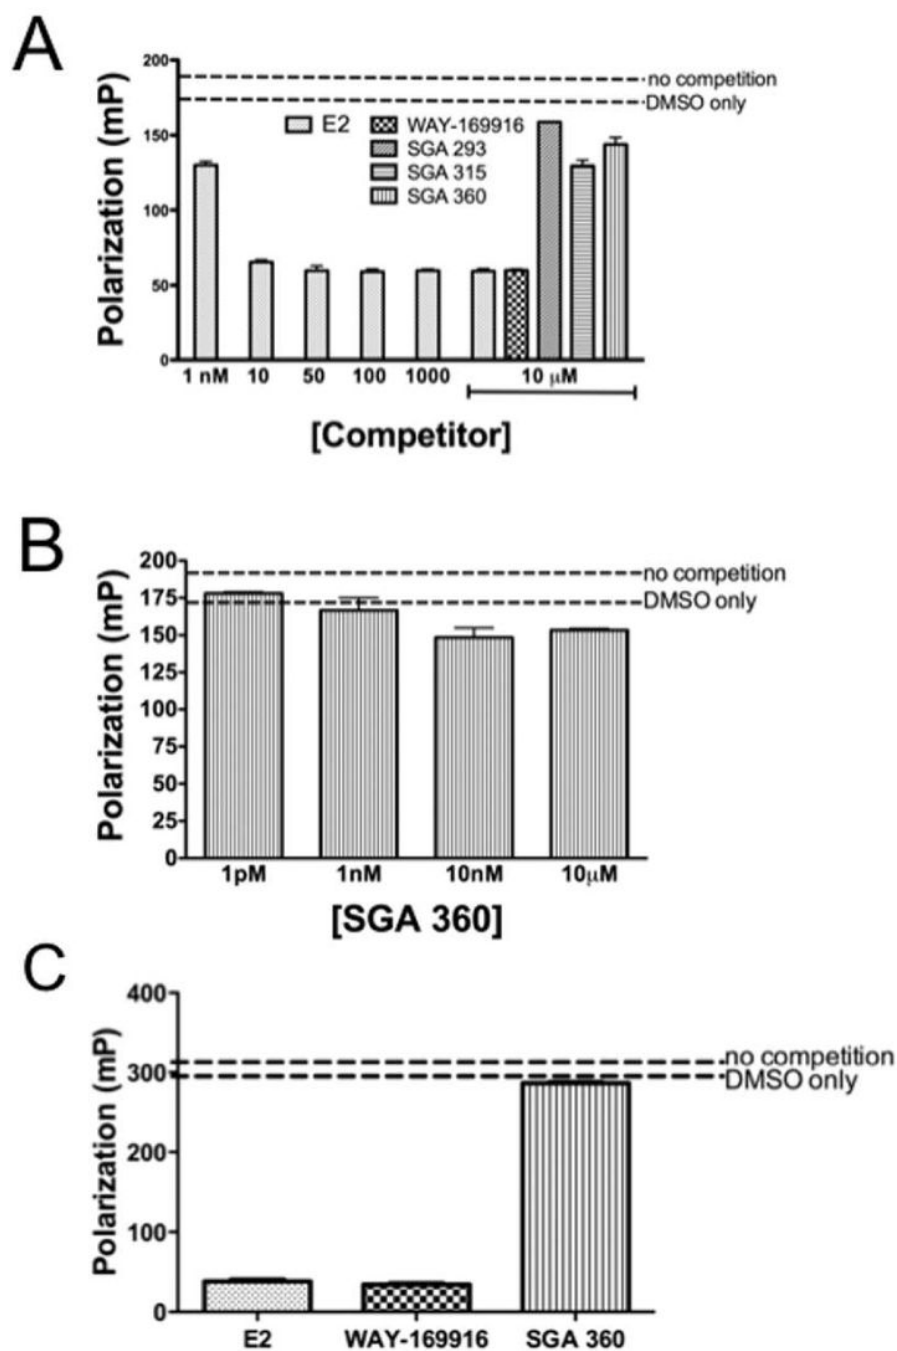 A
Polarization (mP)
200
150
100
50
0
no competition
DMSO only
E2
WAY-169916
SGA 293
SGA 315
SGA 360
1 nM 10 50 100 1000 10 μM
[Competitor]
B
Polarization (mP)
200
175
150
125
100
75
50
25
0
no competition
DMSO only
1pM 1nM 10nM 10μM
[SGA 360]
C
Polarization (mP)
400
300
200
100
0
no competition
DMSO only
E2 WAY-169916 SGA 360